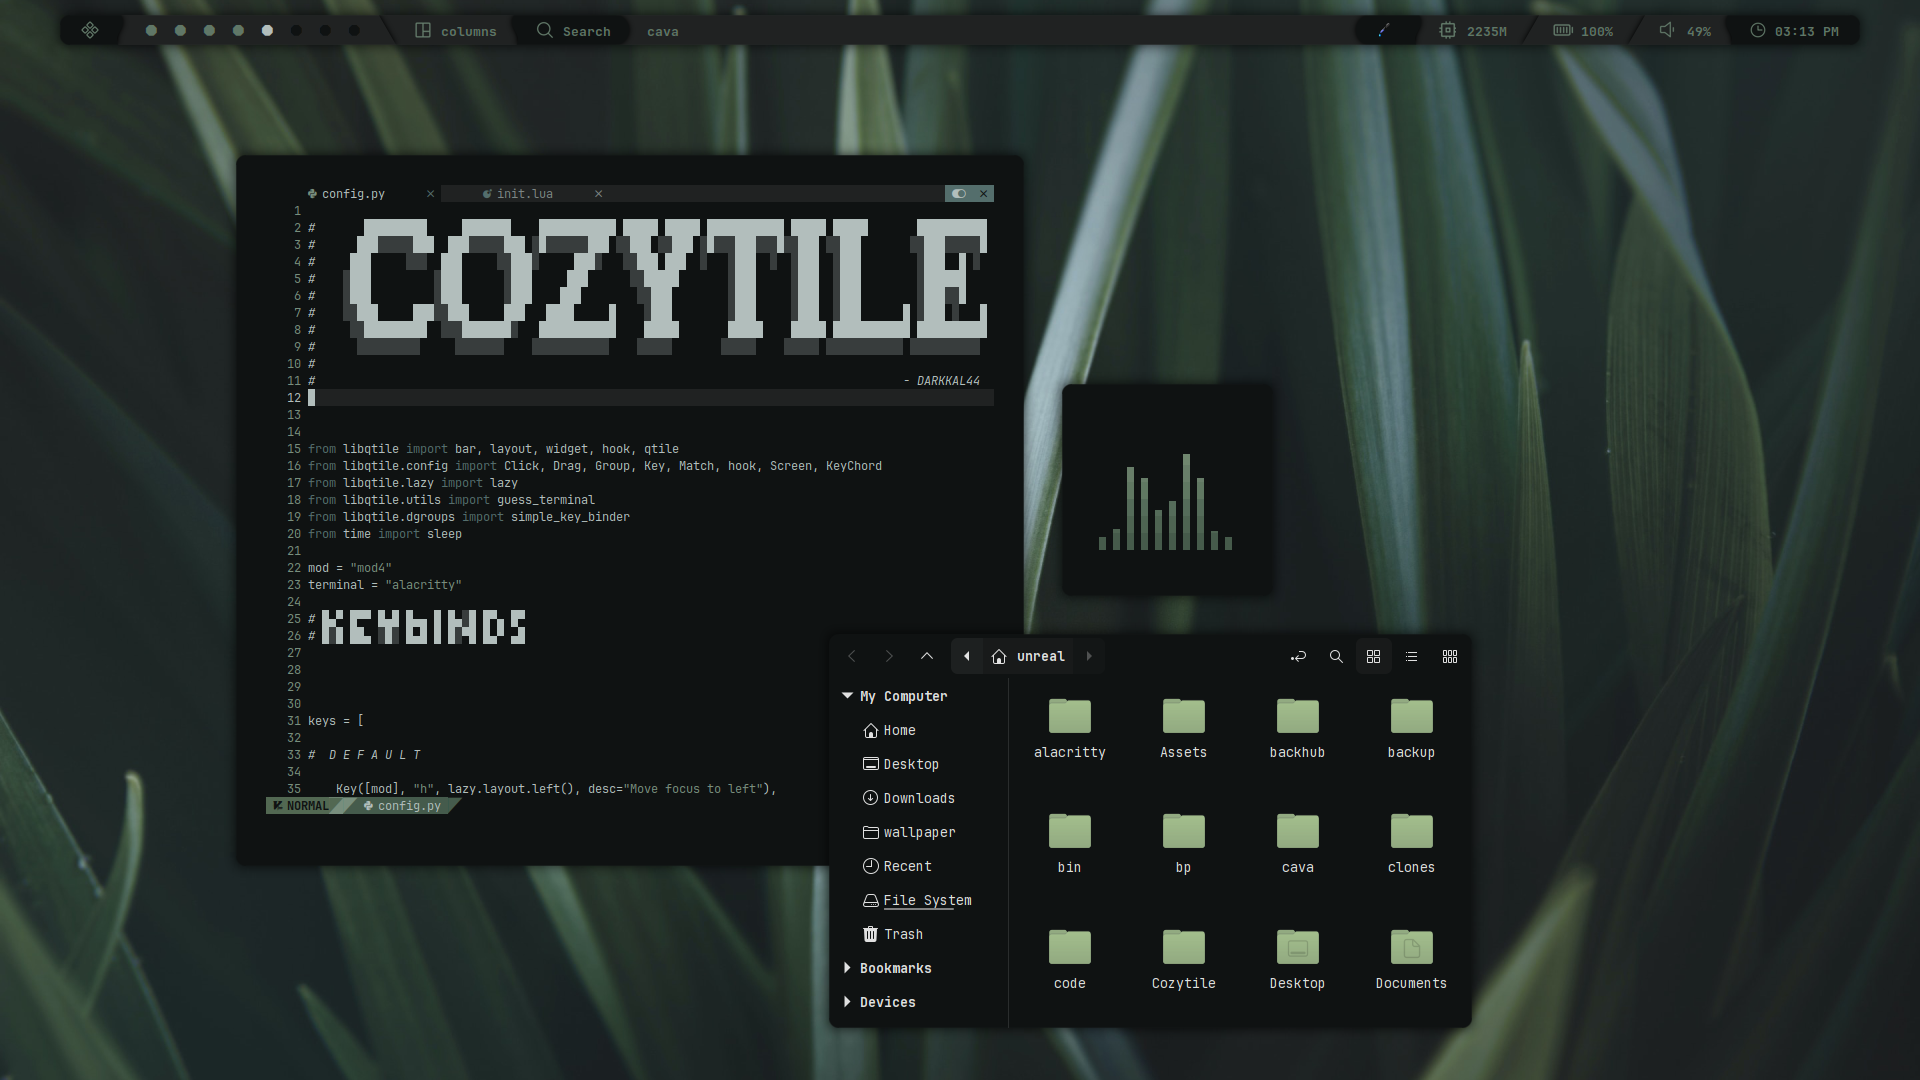 columns
Search
cava
2235M
100%
49%
03:13 PM
config.py
init.lua
1
2 #
3 #
4 #
5 #
6 #
7 #
8 #
9 #
COZYTILE
10 #
11 # - DARKKAL44
12
13
14
15 from libqtile import bar, layout, widget, hook, qtile
16 from libqtile.config import Click, Drag, Group, Key, Match, hook, Screen, KeyChord
17 from libqtile.lazy import lazy
18 from libqtile.utils import guess_terminal
19 from libqtile.dgroups import simple_key_binder
20 from time import sleep
21
22 mod = "mod4"
23 terminal = "alacritty"
24
25 #
26 #
KEYbINDS
27
28
29
30
31 keys = [
32
33 # D E F A U L T
34
35 Key([mod], "h", lazy.layout.left(), desc="Move focus to left"),
NORMAL config.py
unreal
My Computer
Home
Desktop
Downloads
wallpaper
Recent
File System
Trash
Bookmarks
Devices
alacritty Assets backhub backup
bin bp cava clones
code Cozytile Desktop Documents